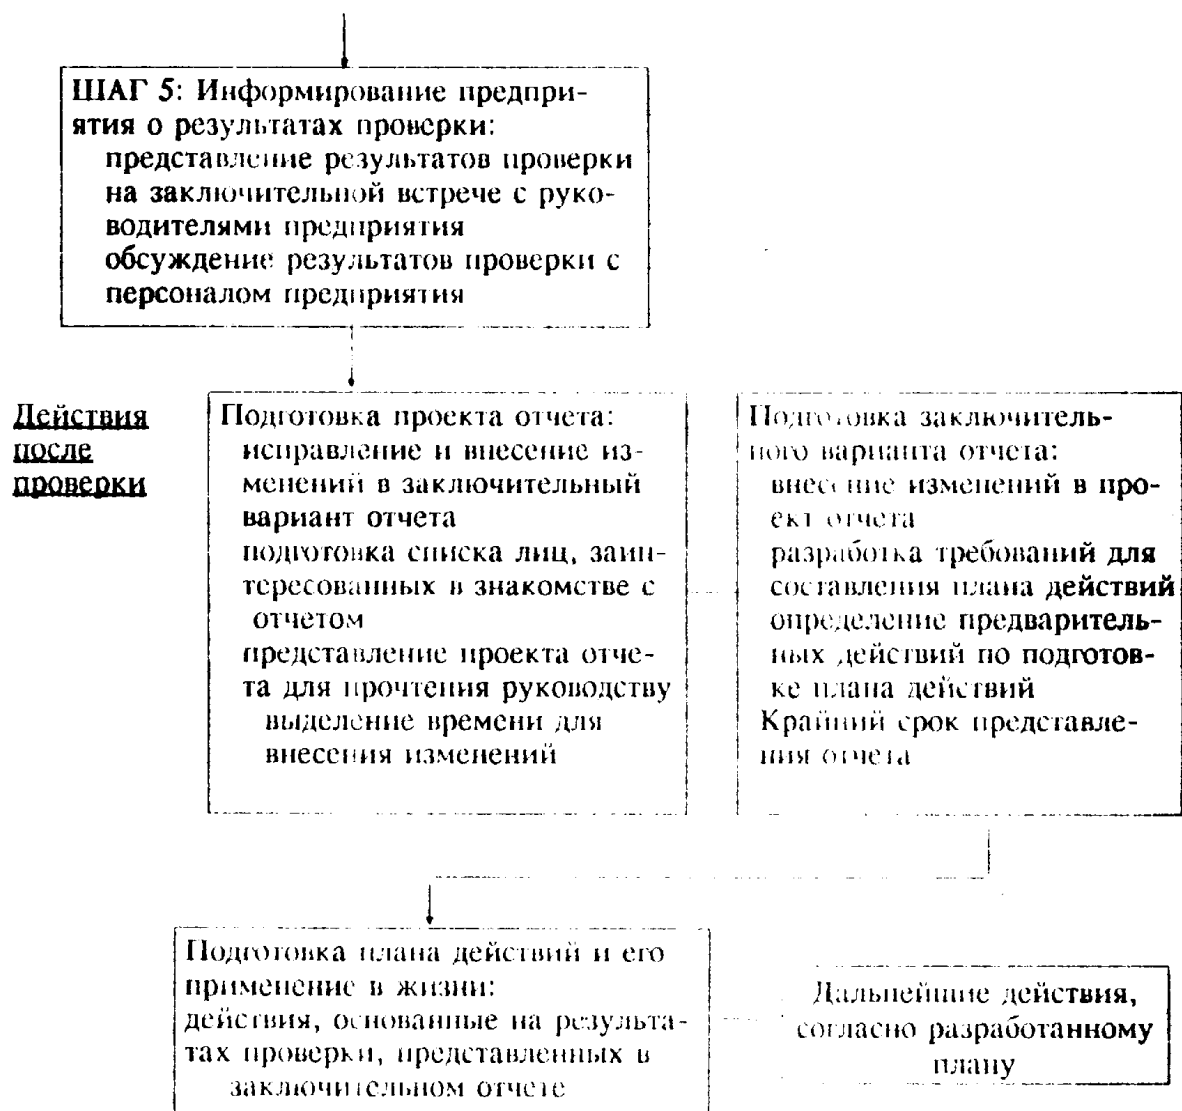 ШАГ 5: Информирование предпри-
ятия о результатах проверки:
представление результатов проверки
на заключительной встрече с руко-
водителями предприятия
обсуждение результатов проверки с
персоналом предприятия
Действия
после
проверки
Подготовка проекта отчета:
исправление и внесение из-
менений в заключительный
вариант отчета
подготовка списка лиц, заин-
тересованных в знакомстве с
отчетом
представление проекта отче-
та для прочтения руководству
выделение времени для
внесения изменений
Подготовка заключитель-
ного варианта отчета:
внесение изменений в про-
ект отчета
разработка требований для
составления плана действий
определение предваритель-
ных действий по подготов-
ке плана действий
Крайний срок представле-
ния отчета
Подготовка плана действий и его
применение в жизни:
действия, основанные на результа-
тах проверки, представленных в
заключительном отчете
Дальнейшие действия,
согласно разработанному
плану